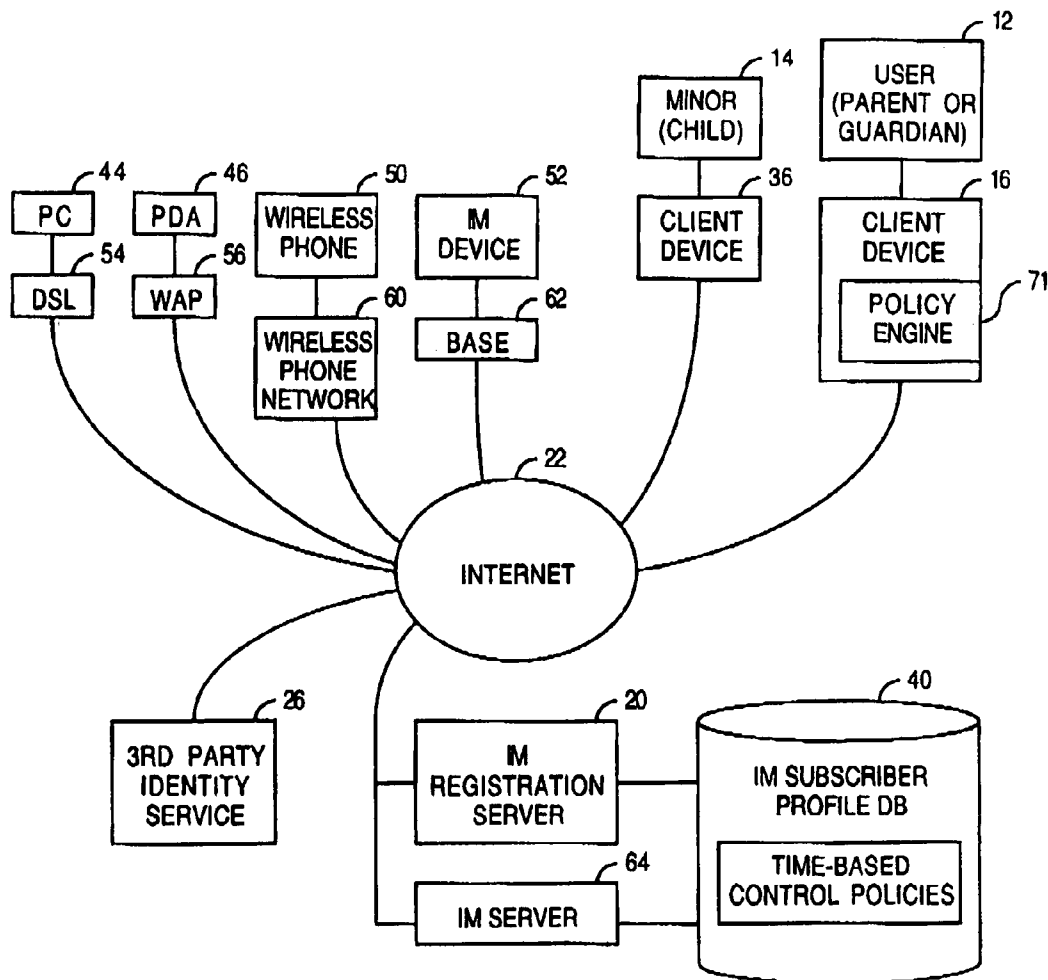 12
USER
(PARENT OR
GUARDIAN)
14
MINOR
(CHILD)
44
PC
46
PDA
50
WIRELESS
PHONE
52
IM
DEVICE
36
CLIENT
DEVICE
16
CLIENT
DEVICE
71
POLICY
ENGINE
54
DSL
56
WAP
60
WIRELESS
PHONE
NETWORK
62
BASE
22
INTERNET
26
3RD PARTY
IDENTITY
SERVICE
20
IM
REGISTRATION
SERVER
40
IM SUBSCRIBER
PROFILE DB
TIME-BASED
CONTROL POLICIES
64
IM SERVER